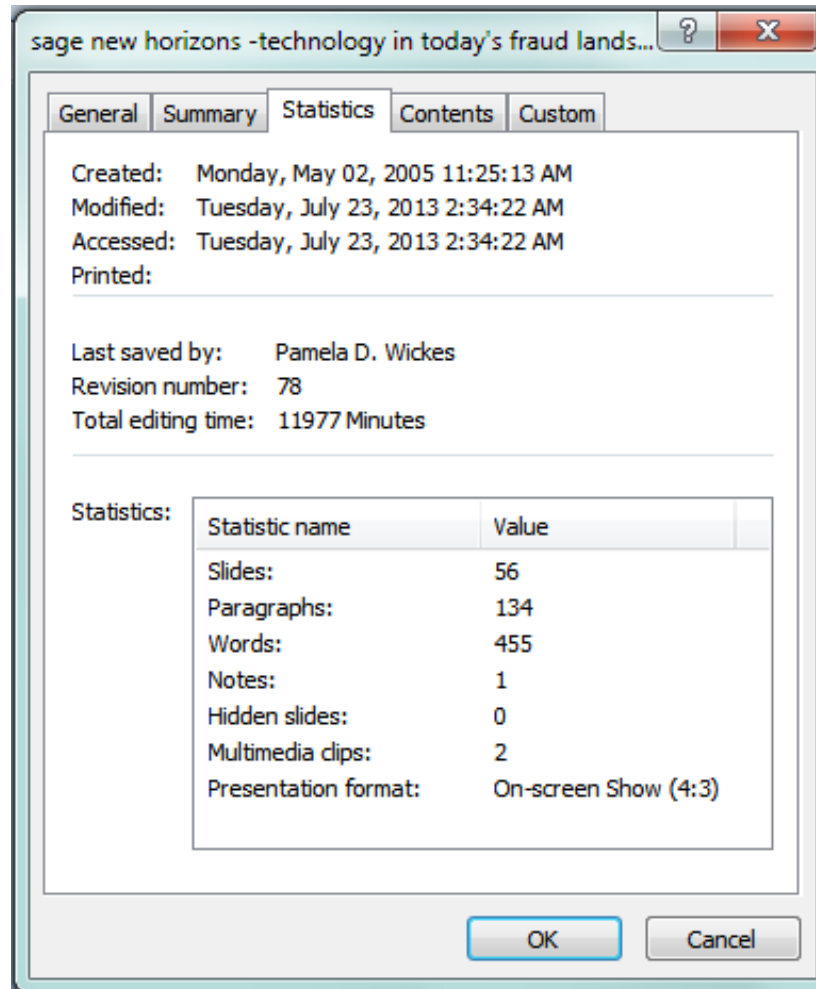 sage new horizons -technology in today's fraud lands...
General Summary Statistics Contents Custom
Created: Monday, May 02, 2005 11:25:13 AM
Modified: Tuesday, July 23, 2013 2:34:22 AM
Accessed: Tuesday, July 23, 2013 2:34:22 AM
Printed:
Last saved by: Pamela D. Wickes
Revision number: 78
Total editing time: 11977 Minutes
Statistics:
Statistic name Value
Slides: 56
Paragraphs: 134
Words: 455
Notes: 1
Hidden slides: 0
Multimedia clips: 2
Presentation format: On-screen Show (4:3)
OK Cancel